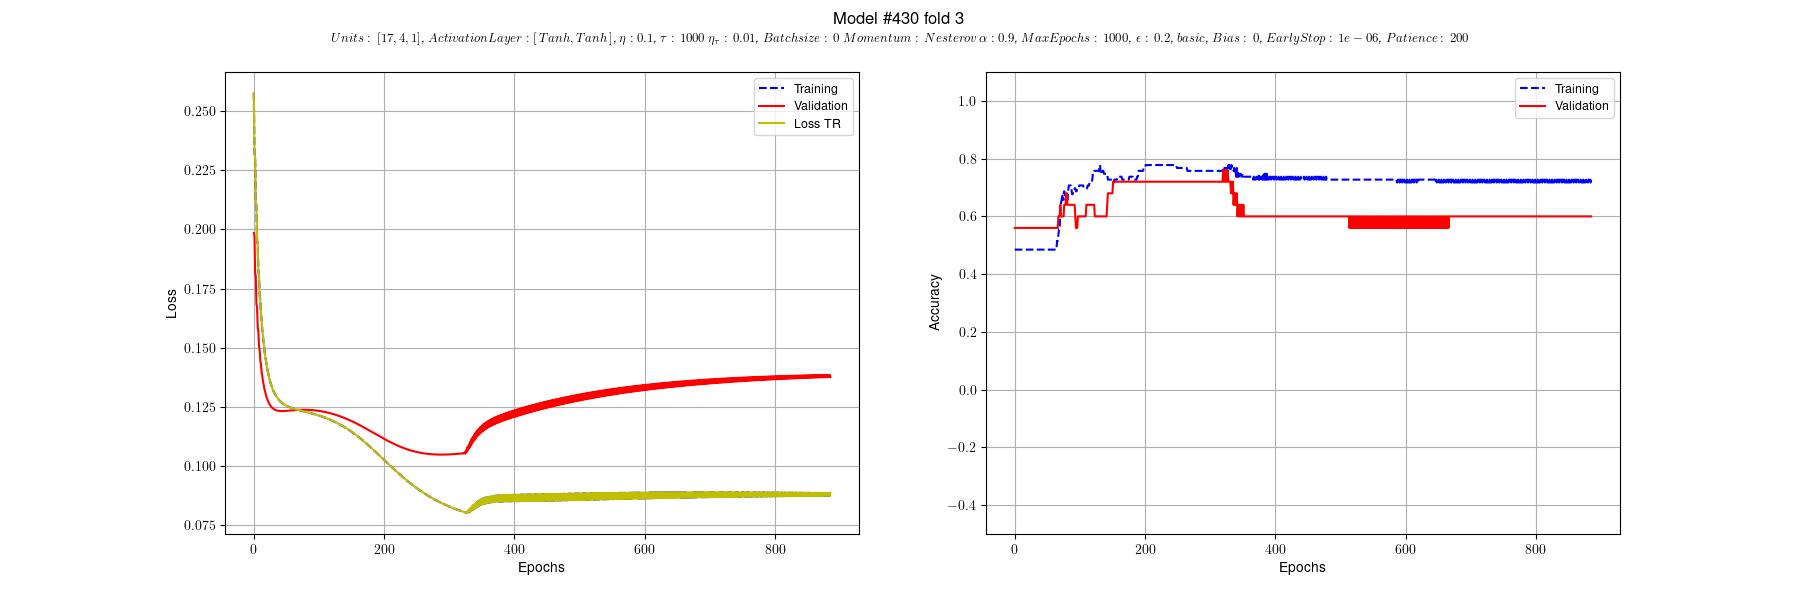 Model #430 fold 3
Units : [17, 4, 1], ActivationLayer : [Tanh, Tanh], η : 0.1, τ : 1000 η_τ : 0.01, Batchsize : 0 Momentum : Nesterov α : 0.9, MaxEpochs : 1000, ϵ : 0.2, basic, Bias : 0, EarlyStop : 1e − 06, Patience : 200
Training
Validation
Loss TR
0.250
0.225
0.200
0.175
0.150
0.125
0.100
0.075
Loss
0 200 400 600 800
Epochs
Training
Validation
1.0
0.8
0.6
0.4
0.2
0.0
−0.2
−0.4
Accuracy
0 200 400 600 800
Epochs